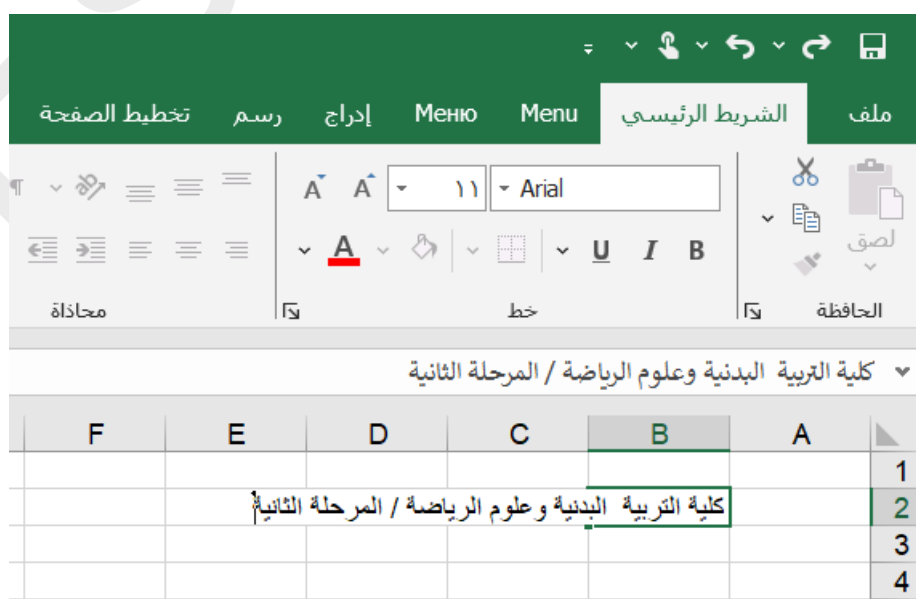 ملف الشريط الرئيسي Menu Меню إدراج رسم تخطيط الصفحة
Arial ١١
لصق B I U A
الحافظة خط محاذاة
كلية التربية  البدنية وعلوم الرياضة / المرحلة الثانية
A B C D E F
1
2 كلية التربية  البدنية وعلوم الرياضة / المرحلة الثانية
3
4